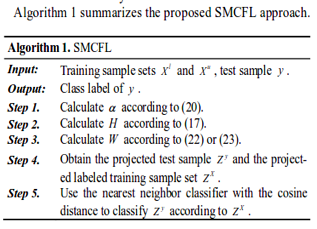 Algorithm 1 summarizes the proposed SMCFL approach.
Algorithm 1. SMCFL
Input: Training sample sets X^l and X^u, test sample y.
Output: Class label of y.
Step 1. Calculate α according to (20).
Step 2. Calculate H according to (17).
Step 3. Calculate W according to (22) or (23).
Step 4. Obtain the projected test sample Z^y and the project-
ed labeled training sample set Z^X.
Step 5. Use the nearest neighbor classifier with the cosine
distance to classify Z^y according to Z^X.